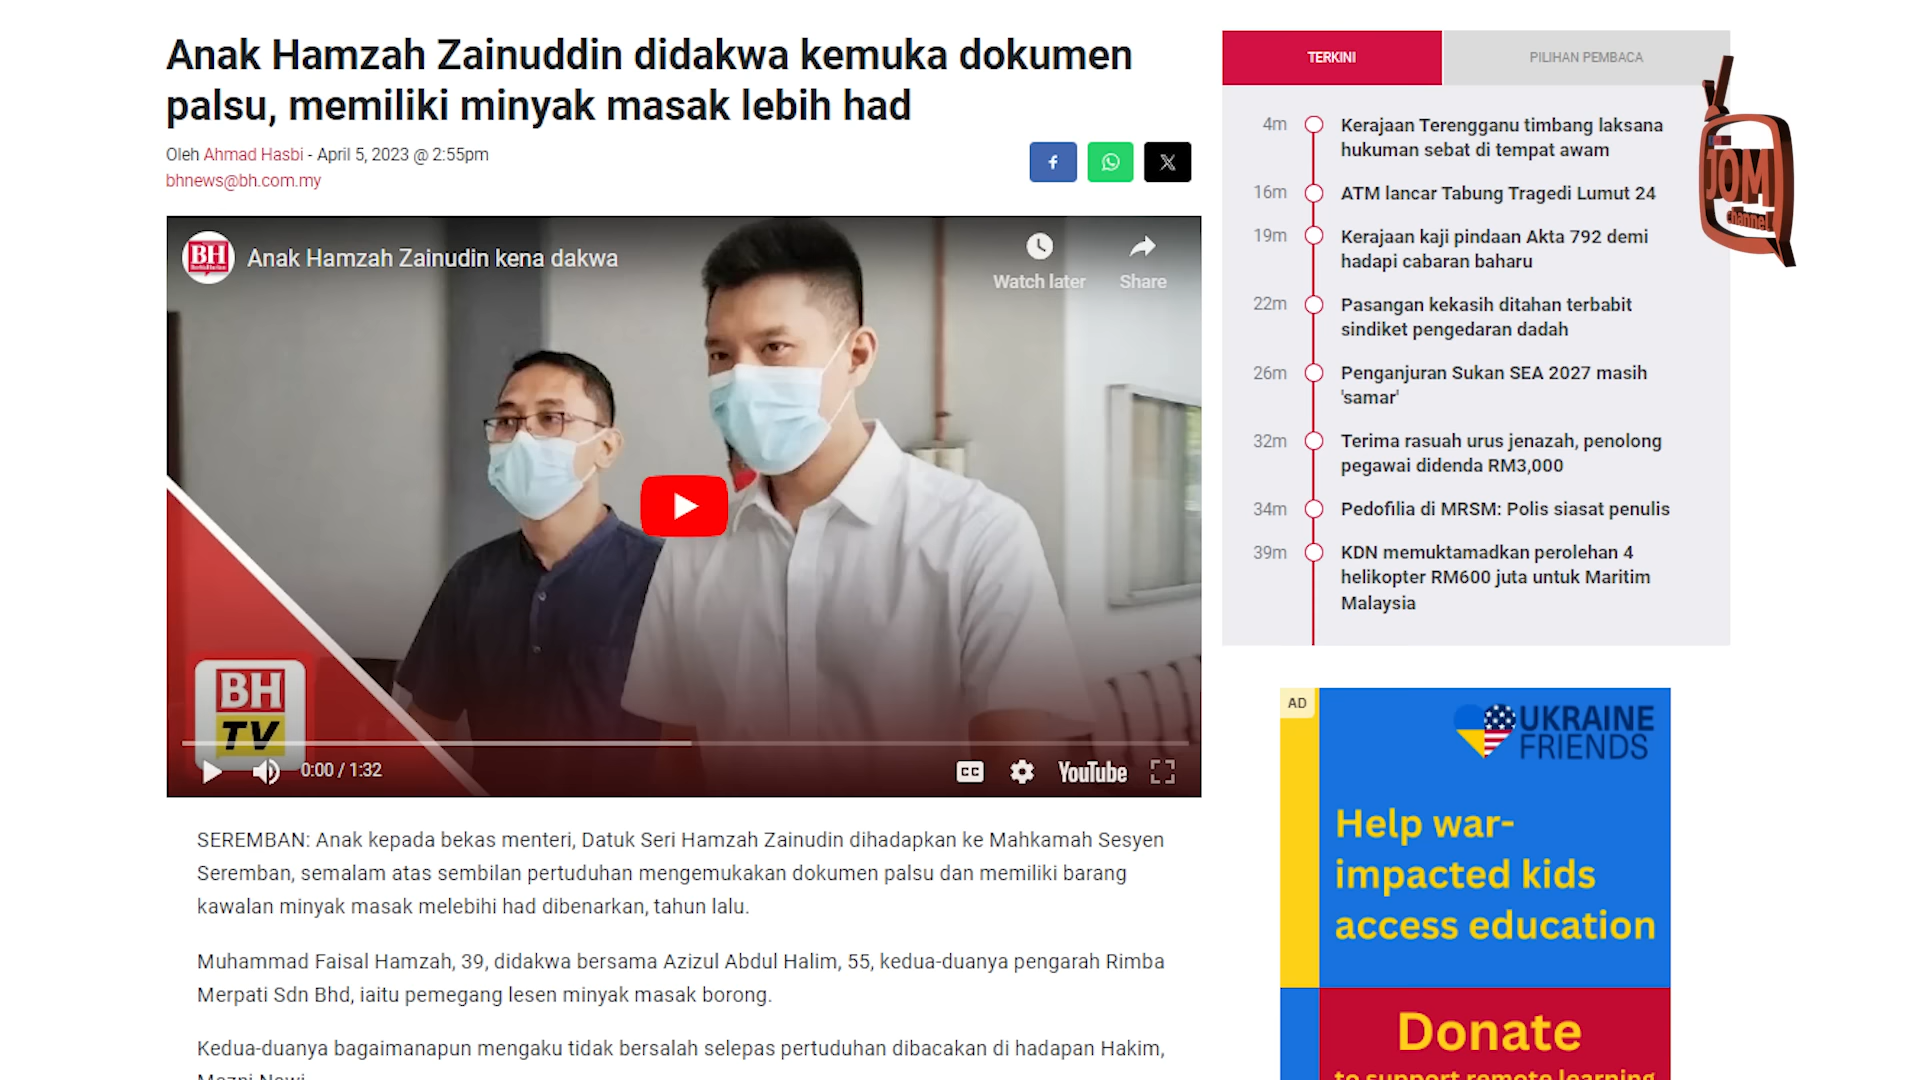 Anak Hamzah Zainuddin didakwa kemuka dokumen
palsu, memiliki minyak masak lebih had
Oleh Ahmad Hasbi - April 5, 2023 @ 2:55pm
bhnews@bh.com.my
BH
Anak Hamzah Zainudin kena dakwa
Watch later
Share
BH
TV
0:00 / 1:32
CC
YouTube
SEREMBAN: Anak kepada bekas menteri, Datuk Seri Hamzah Zainudin dihadapkan ke Mahkamah Sesyen
Seremban, semalam atas sembilan pertuduhan mengemukakan dokumen palsu dan memiliki barang
kawalan minyak masak melebihi had dibenarkan, tahun lalu.
Muhammad Faisal Hamzah, 39, didakwa bersama Azizul Abdul Halim, 55, kedua-duanya pengarah Rimba
Merpati Sdn Bhd, iaitu pemegang lesen minyak masak borong.
Kedua-duanya bagaimanapun mengaku tidak bersalah selepas pertuduhan dibacakan di hadapan Hakim,
TERKINI
PILIHAN PEMBACA
4m
Kerajaan Terengganu timbang laksana
hukuman sebat di tempat awam
16m
ATM lancar Tabung Tragedi Lumut 24
19m
Kerajaan kaji pindaan Akta 792 demi
hadapi cabaran baharu
22m
Pasangan kekasih ditahan terbabit
sindiket pengedaran dadah
26m
Penganjuran Sukan SEA 2027 masih
'samar'
32m
Terima rasuah urus jenazah, penolong
pegawai didenda RM3,000
34m
Pedofilia di MRSM: Polis siasat penulis
39m
KDN memuktamadkan perolehan 4
helikopter RM600 juta untuk Maritim
Malaysia
JOM
Channel
AD
UKRAINE
FRIENDS
Help war-
impacted kids
access education
Donate
to support remote learning